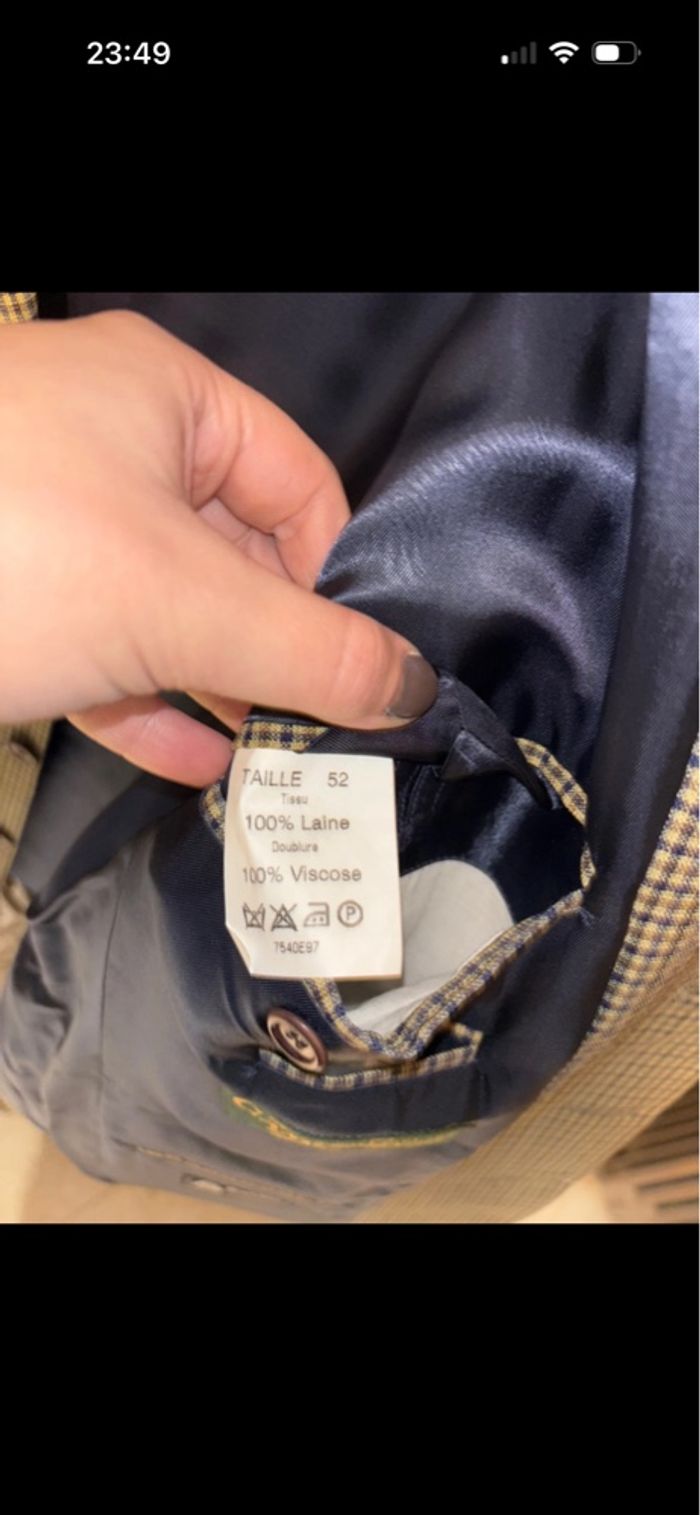 23:49
TAILLE 52
Tissu
100% Laine
Doublure
100% Viscose
P
7540E97